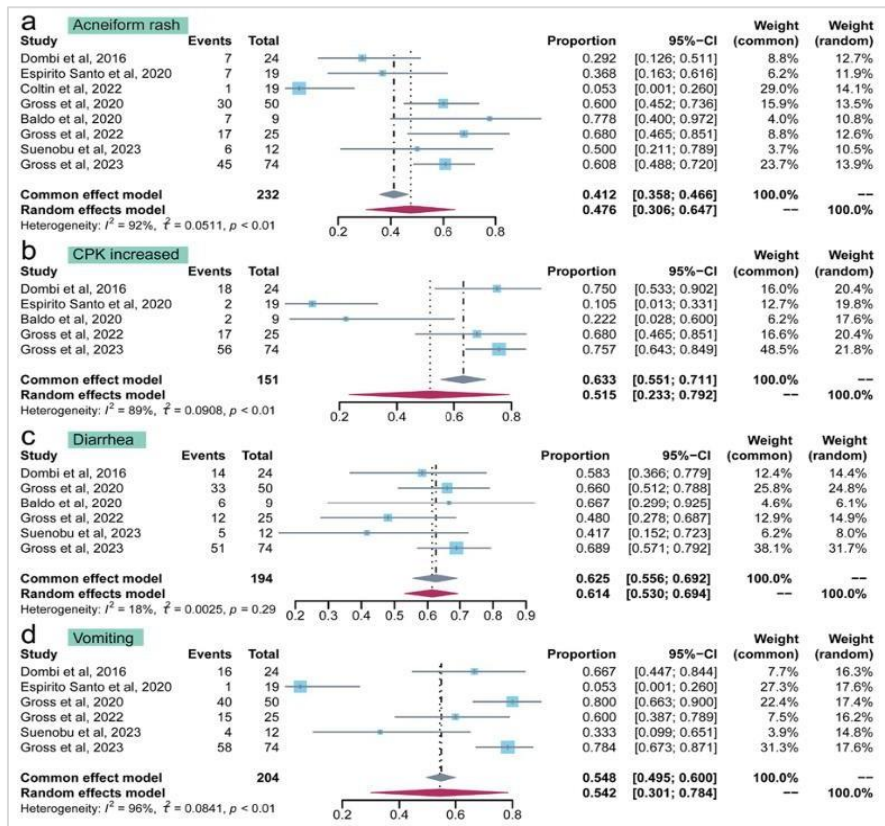 a Acneiform rash
Weight Weight
Study Events Total Proportion 95%−CI (common) (random)
Dombi et al, 2016 7 24 0.292 [0.126; 0.511] 8.8% 12.7%
Espirito Santo et al, 2020 7 19 0.368 [0.163; 0.616] 6.2% 11.9%
Coltin et al, 2022 1 19 0.053 [0.001; 0.260] 29.0% 14.1%
Gross et al, 2020 30 50 0.600 [0.452; 0.736] 15.9% 13.5%
Baldo et al, 2020 7 9 0.778 [0.400; 0.972] 4.0% 10.8%
Gross et al, 2022 17 25 0.680 [0.465; 0.851] 8.8% 12.6%
Suenobu et al, 2023 6 12 0.500 [0.211; 0.789] 3.7% 10.5%
Gross et al, 2023 45 74 0.608 [0.488; 0.720] 23.7% 13.9%
Common effect model 232 0.412 [0.358; 0.466] 100.0% −−
Random effects model 0.476 [0.306; 0.647] −− 100.0%
Heterogeneity: I² = 92%, τ² = 0.0511, p < 0.01
0.2 0.4 0.6 0.8
b CPK increased
Weight Weight
Study Events Total Proportion 95%−CI (common) (random)
Dombi et al, 2016 18 24 0.750 [0.533; 0.902] 16.0% 20.4%
Espirito Santo et al, 2020 2 19 0.105 [0.013; 0.331] 12.7% 19.8%
Baldo et al, 2020 2 9 0.222 [0.028; 0.600] 6.2% 17.6%
Gross et al, 2022 17 25 0.680 [0.465; 0.851] 16.6% 20.4%
Gross et al, 2023 56 74 0.757 [0.643; 0.849] 48.5% 21.8%
Common effect model 151 0.633 [0.551; 0.711] 100.0% −−
Random effects model 0.515 [0.233; 0.792] −− 100.0%
Heterogeneity: I² = 89%, τ² = 0.0908, p < 0.01
0.2 0.4 0.6 0.8
c Diarrhea
Weight Weight
Study Events Total Proportion 95%−CI (common) (random)
Dombi et al, 2016 14 24 0.583 [0.366; 0.779] 12.4% 14.4%
Gross et al, 2020 33 50 0.660 [0.512; 0.788] 25.8% 24.8%
Baldo et al, 2020 6 9 0.667 [0.299; 0.925] 4.6% 6.1%
Gross et al, 2022 12 25 0.480 [0.278; 0.687] 12.9% 14.9%
Suenobu et al, 2023 5 12 0.417 [0.152; 0.723] 6.2% 8.0%
Gross et al, 2023 51 74 0.689 [0.571; 0.792] 38.1% 31.7%
Common effect model 194 0.625 [0.556; 0.692] 100.0% −−
Random effects model 0.614 [0.530; 0.694] −− 100.0%
Heterogeneity: I² = 18%, τ² = 0.0025, p = 0.29
0.2 0.3 0.4 0.5 0.6 0.7 0.8 0.9
d Vomiting
Weight Weight
Study Events Total Proportion 95%−CI (common) (random)
Dombi et al, 2016 16 24 0.667 [0.447; 0.844] 7.7% 16.3%
Espirito Santo et al, 2020 1 19 0.053 [0.001; 0.260] 27.3% 17.6%
Gross et al, 2020 40 50 0.800 [0.663; 0.900] 22.4% 17.4%
Gross et al, 2022 15 25 0.600 [0.387; 0.789] 7.5% 16.2%
Suenobu et al, 2023 4 12 0.333 [0.099; 0.651] 3.9% 14.8%
Gross et al, 2023 58 74 0.784 [0.673; 0.871] 31.3% 17.6%
Common effect model 204 0.548 [0.495; 0.600] 100.0% −−
Random effects model 0.542 [0.301; 0.784] −− 100.0%
Heterogeneity: I² = 96%, τ² = 0.0841, p < 0.01
0.2 0.4 0.6 0.8